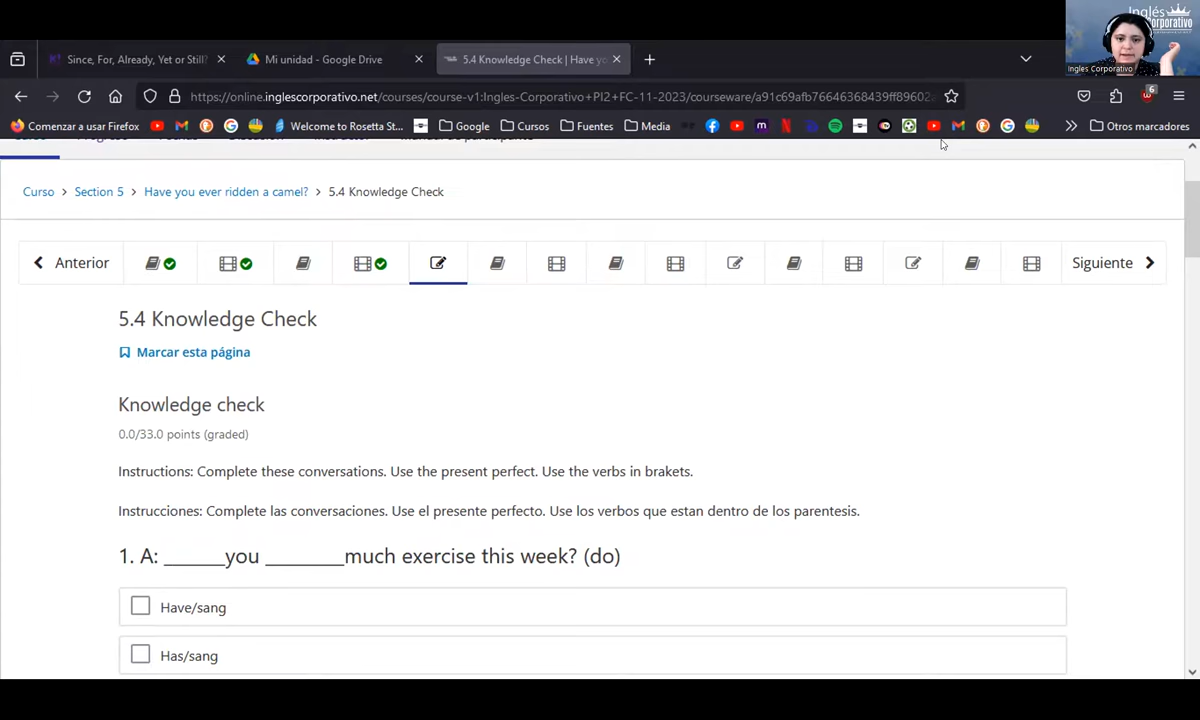 Inglés
Corporativo
Ingles Corporativo
Since, For, Already, Yet or Still?
Mi unidad - Google Drive
5.4 Knowledge Check | Have yo
https://online.inglescorporativo.net/courses/course-v1:Ingles-Corporativo+PI2+FC-11-2023/courseware/a91c69afb76646368439ff89602
6
Comenzar a usar Firefox
Welcome to Rosetta St...
Google
Cursos
Fuentes
Media
Otros marcadores
Curso > Section 5 > Have you ever ridden a camel? > 5.4 Knowledge Check
Anterior
Siguiente
5.4 Knowledge Check
Marcar esta página
Knowledge check
0.0/33.0 points (graded)
Instructions: Complete these conversations. Use the present perfect. Use the verbs in brakets.
Instrucciones: Complete las conversaciones. Use el presente perfecto. Use los verbos que estan dentro de los parentesis.
1. A: ______you ________much exercise this week? (do)
Have/sang
Has/sang